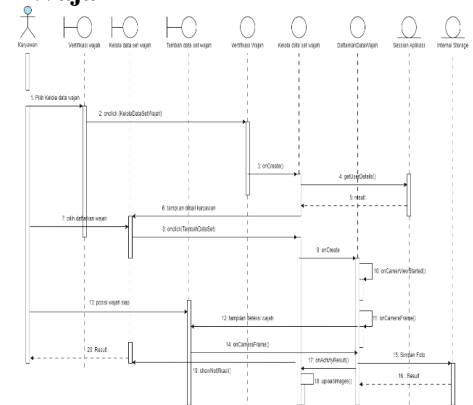 Wajah
Karyawan
Vertifikasi wajah
Kelola data set wajah
Tambah data set wajah
Vertifikasi Wajah
Kelola data set wajah
DaftarkanDataWajah
Session Aplikasi
Internal Storage
1. Pilih Kelola data wajah
2. onclick (KelolaDataSetWajah)
3. onCreate()
4. getUserDetails()
5. result
6. tampilan detail karyawan
7. pilih daftarkan wajah
8. onclick(TambahDataSet)
9. onCreate
10. onCamerViewStarted()
11. onCameraFrame()
12. tampilan deteksi wajah
13. posisi wajah siap
14. onCameraFrame()
15. Simpan Foto
16. Result
17. onActivityResult()
18. uploadImages()
19. showNotifikasi()
20. Result